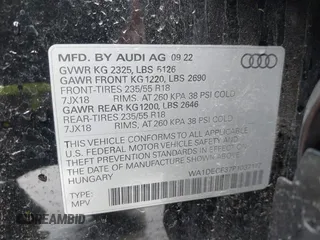 MFD. BY AUDI AG 09 22
GVWR KG 2325, LBS 5126
GAWR FRONT KG 1220, LBS 2690
FRONT-TIRES 235/55 R18
7JX18 RIMS, AT 260 KPA 38 PSI COLD
GAWR REAR KG 1200, LBS 2646
REAR-TIRES 235/55 R18
7JX18 RIMS, AT 260 KPA 38 PSI COLD
THIS VEHICLE CONFORMS TO ALL APPLICABLE
U.S. FEDERAL MOTOR VEHICLE SAFETY
AND THEFT PREVENTION STANDARDS IN EFFECT ON
THE DATE OF MANUFACTURE SHOWN ABOVE.
HUNGARY
TYPE:
MPV
DREAMBID